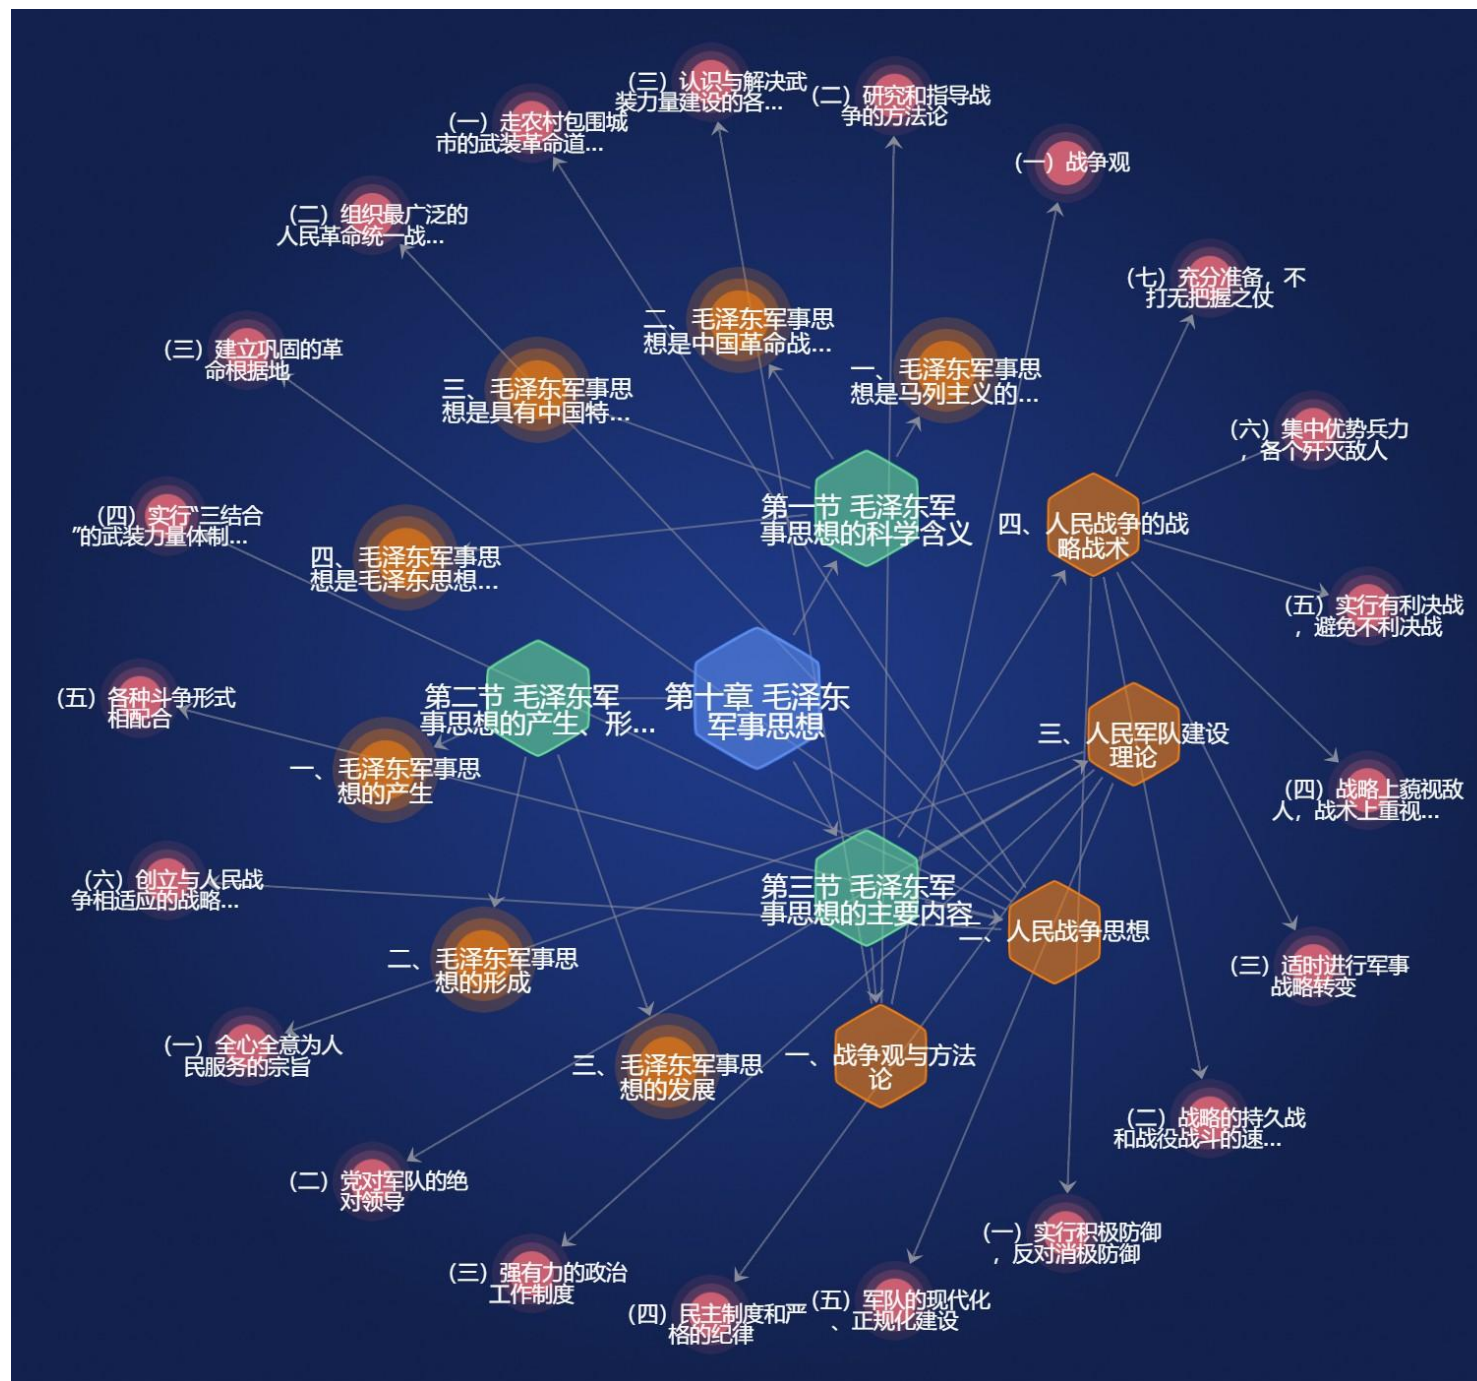 （三）认识与解决武
装力量建设的各...
（二）研究和指导战
争的方法论
（一）走农村包围城
市的武装革命道...
（一）战争观
（二）组织最广泛的
人民革命统一战...
（七）充分准备，不
打无把握之仗
二、毛泽东军事思
想是中国革命战...
（三）建立巩固的革
命根据地
一、毛泽东军事思
想是马列主义的...
三、毛泽东军事思
想是具有中国特...
（六）集中优势兵力
，各个歼灭敌人
第一节 毛泽东军
事思想的科学含义
（四）实行“三结合
”的武装力量体制...
四、人民战争的战
略战术
四、毛泽东军事思
想是毛泽东思想...
（五）实行有利决战
，避免不利决战
（五）各种斗争形式
相配合
第二节 毛泽东军
事思想的产生、形...
第十章 毛泽东
军事思想
三、人民军队建设
理论
一、毛泽东军事思
想的产生
（四）战略上藐视敌
人，战术上重视...
（六）创立与人民战
争相适应的战略...
第三节 毛泽东军
事思想的主要内容
二、人民战争思想
二、毛泽东军事思
想的形成
（三）适时进行军事
战略转变
（一）全心全意为人
民服务的宗旨
三、毛泽东军事思
想的发展
一、战争观与方法
论
（二）战略的持久战
和战役战斗的速...
（二）党对军队的绝
对领导
（一）实行积极防御
，反对消极防御
（三）强有力的政治
工作制度
（四）民主制度和严
格的纪律
（五）军队的现代化
、正规化建设